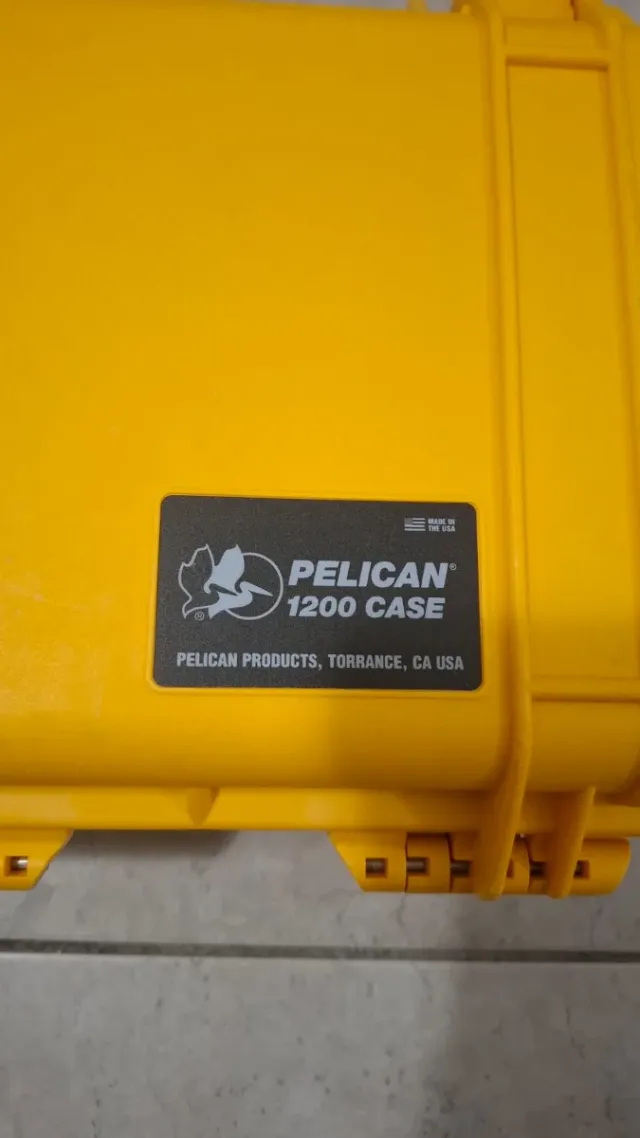 MADE IN
THE USA
PELICAN®
1200 CASE
®
PELICAN PRODUCTS, TORRANCE, CA USA